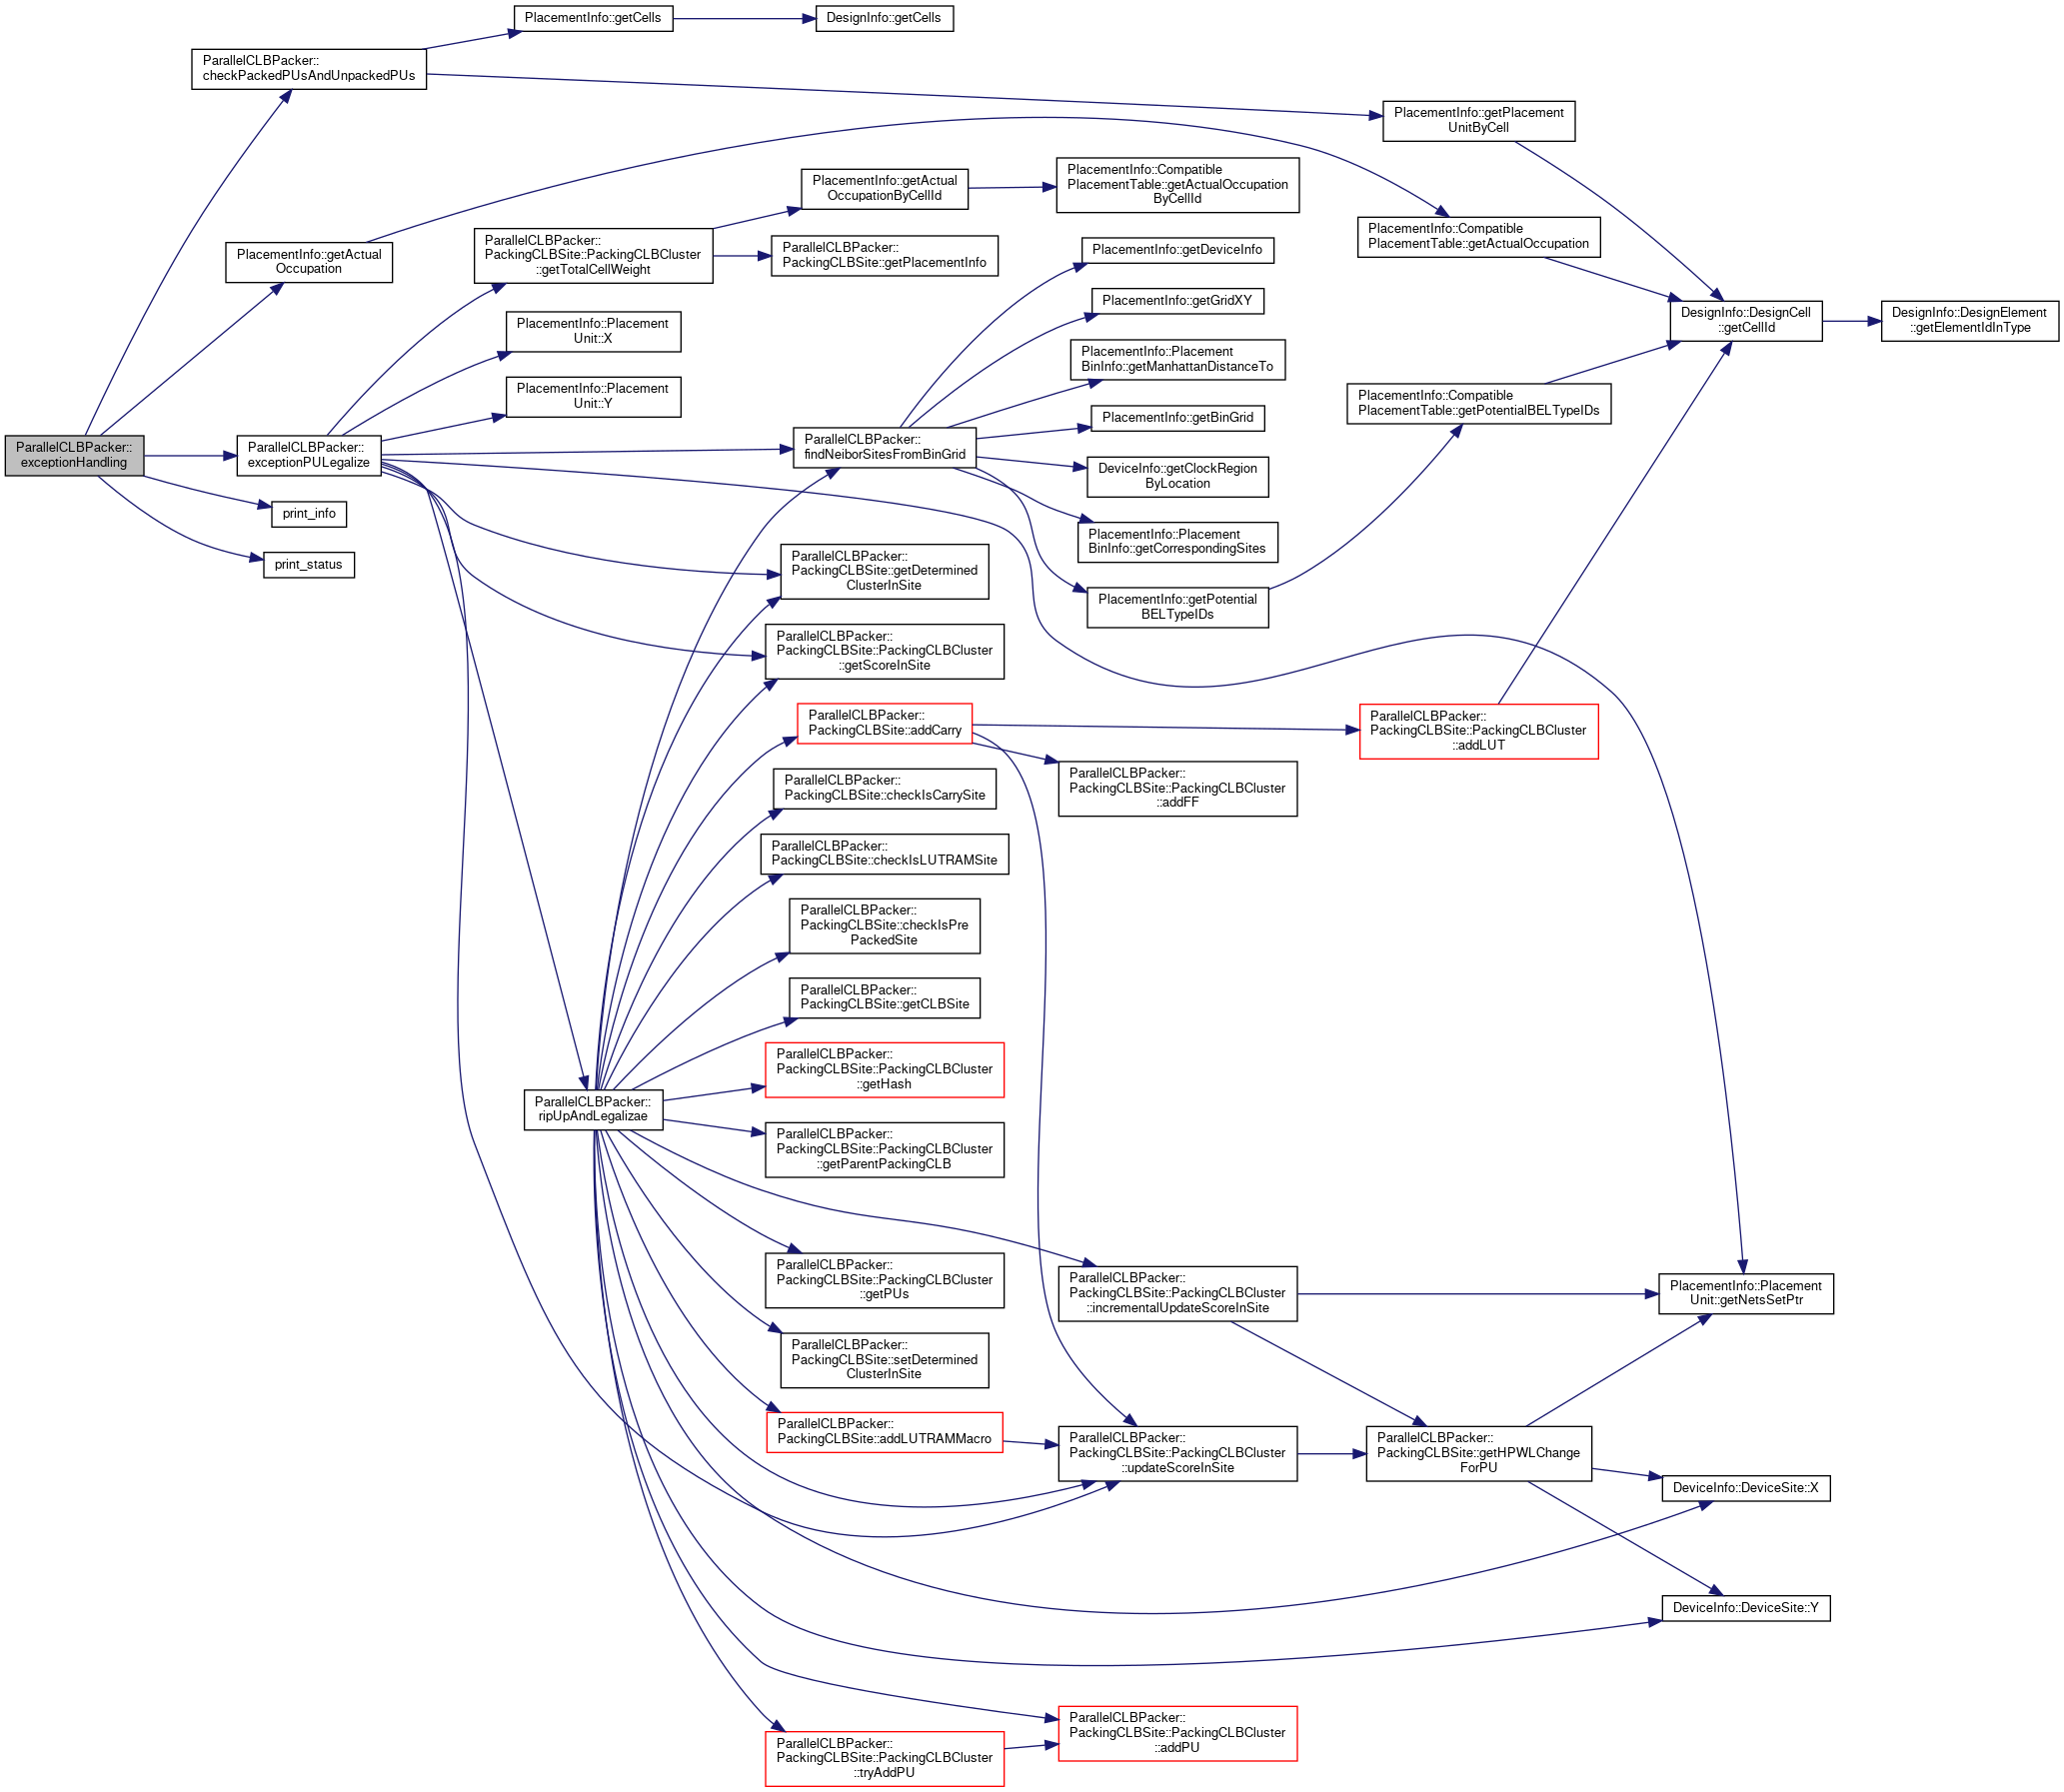 PlacementInfo::getCells
DesignInfo::getCells
ParallelCLBPacker::
checkPackedPUsAndUnpackedPUs
PlacementInfo::getPlacement
UnitByCell
PlacementInfo::getActual
OccupationByCellId
PlacementInfo::Compatible
PlacementTable::getActualOccupation
ByCellId
PlacementInfo::Compatible
PlacementTable::getActualOccupation
PlacementInfo::getActual
Occupation
ParallelCLBPacker::
PackingCLBSite::PackingCLBCluster
::getTotalCellWeight
ParallelCLBPacker::
PackingCLBSite::getPlacementInfo
PlacementInfo::getDeviceInfo
PlacementInfo::getGridXY
DesignInfo::DesignCell
::getCellId
DesignInfo::DesignElement
::getElementIdInType
PlacementInfo::Placement
Unit::X
PlacementInfo::Placement
BinInfo::getManhattanDistanceTo
PlacementInfo::Placement
Unit::Y
PlacementInfo::Compatible
PlacementTable::getPotentialBELTypeIDs
PlacementInfo::getBinGrid
ParallelCLBPacker::
exceptionHandling
ParallelCLBPacker::
exceptionPULegalize
ParallelCLBPacker::
findNeiborSitesFromBinGrid
DeviceInfo::getClockRegion
ByLocation
print_info
PlacementInfo::Placement
BinInfo::getCorrespondingSites
print_status
ParallelCLBPacker::
PackingCLBSite::getDetermined
ClusterInSite
PlacementInfo::getPotential
BELTypeIDs
ParallelCLBPacker::
PackingCLBSite::PackingCLBCluster
::getScoreInSite
ParallelCLBPacker::
PackingCLBSite::addCarry
ParallelCLBPacker::
PackingCLBSite::PackingCLBCluster
::addLUT
ParallelCLBPacker::
PackingCLBSite::checkIsCarrySite
ParallelCLBPacker::
PackingCLBSite::PackingCLBCluster
::addFF
ParallelCLBPacker::
PackingCLBSite::checkIsLUTRAMSite
ParallelCLBPacker::
PackingCLBSite::checkIsPre
PackedSite
ParallelCLBPacker::
PackingCLBSite::getCLBSite
ParallelCLBPacker::
PackingCLBSite::PackingCLBCluster
::getHash
ParallelCLBPacker::
ripUpAndLegalizae
ParallelCLBPacker::
PackingCLBSite::PackingCLBCluster
::getParentPackingCLB
ParallelCLBPacker::
PackingCLBSite::PackingCLBCluster
::getPUs
ParallelCLBPacker::
PackingCLBSite::PackingCLBCluster
::incrementalUpdateScoreInSite
PlacementInfo::Placement
Unit::getNetsSetPtr
ParallelCLBPacker::
PackingCLBSite::setDetermined
ClusterInSite
ParallelCLBPacker::
PackingCLBSite::addLUTRAMMacro
ParallelCLBPacker::
PackingCLBSite::PackingCLBCluster
::updateScoreInSite
ParallelCLBPacker::
PackingCLBSite::getHPWLChange
ForPU
DeviceInfo::DeviceSite::X
DeviceInfo::DeviceSite::Y
ParallelCLBPacker::
PackingCLBSite::PackingCLBCluster
::addPU
ParallelCLBPacker::
PackingCLBSite::PackingCLBCluster
::tryAddPU